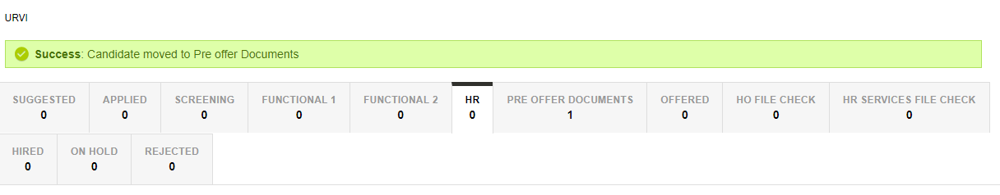 URVI
Success: Candidate moved to Pre offer Documents
SUGGESTED APPLIED SCREENING FUNCTIONAL 1 FUNCTIONAL 2 HR PRE OFFER DOCUMENTS OFFERED HO FILE CHECK HR SERVICES FILE CHECK
0 0 0 0 0 0 1 0 0 0
HIRED ON HOLD REJECTED
0 0 0